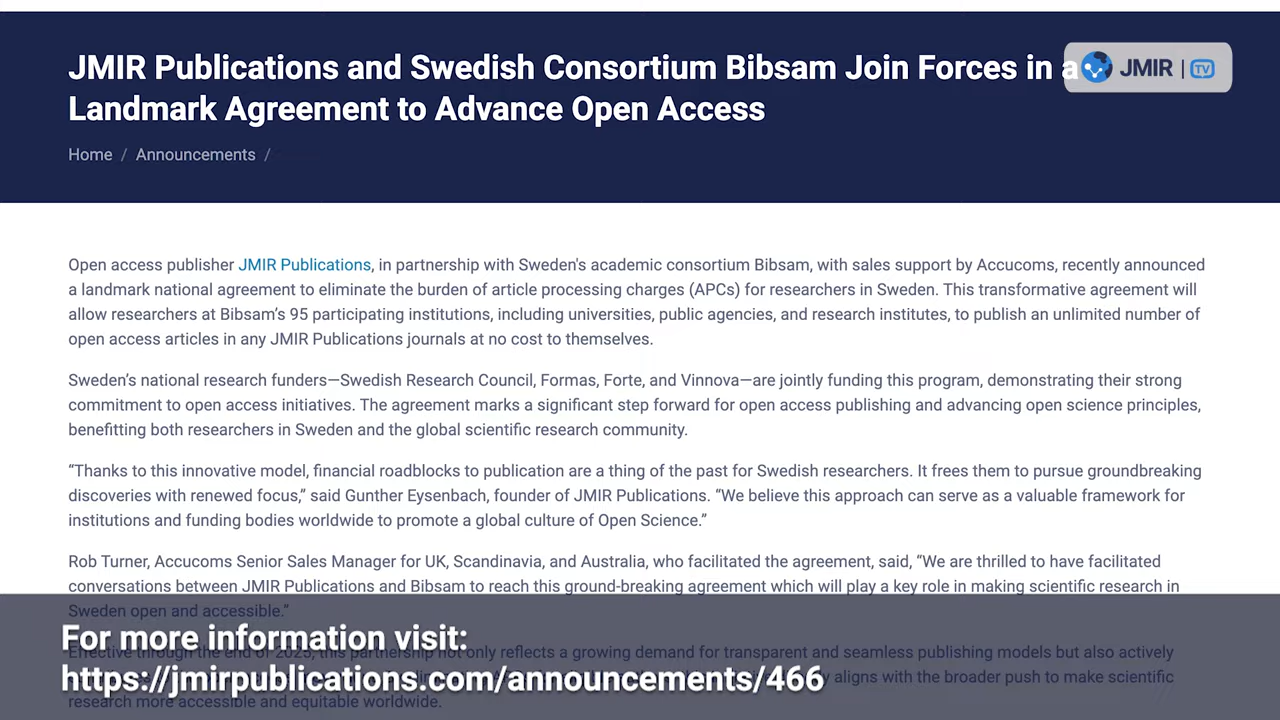 JMIR Publications and Swedish Consortium Bibsam Join Forces in a
JMIR | TV
Landmark Agreement to Advance Open Access
Home / Announcements /
Open access publisher JMIR Publications, in partnership with Sweden's academic consortium Bibsam, with sales support by Accucoms, recently announced
a landmark national agreement to eliminate the burden of article processing charges (APCs) for researchers in Sweden. This transformative agreement will
allow researchers at Bibsam’s 95 participating institutions, including universities, public agencies, and research institutes, to publish an unlimited number of
open access articles in any JMIR Publications journals at no cost to themselves.
Sweden’s national research funders—Swedish Research Council, Formas, Forte, and Vinnova—are jointly funding this program, demonstrating their strong
commitment to open access initiatives. The agreement marks a significant step forward for open access publishing and advancing open science principles,
benefitting both researchers in Sweden and the global scientific research community.
“Thanks to this innovative model, financial roadblocks to publication are a thing of the past for Swedish researchers. It frees them to pursue groundbreaking
discoveries with renewed focus,” said Gunther Eysenbach, founder of JMIR Publications. “We believe this approach can serve as a valuable framework for
institutions and funding bodies worldwide to promote a global culture of Open Science.”
Rob Turner, Accucoms Senior Sales Manager for UK, Scandinavia, and Australia, who facilitated the agreement, said, “We are thrilled to have facilitated
conversations between JMIR Publications and Bibsam to reach this ground-breaking agreement which will play a key role in making scientific research in
Sweden open and accessible.”
For more information visit:
Effective through the end of 2025, this partnership not only reflects a growing demand for transparent and seamless publishing models but also actively
https://jmirpublications.com/announcements/466
aligns with the broader push to make scientific
research more accessible and equitable worldwide.